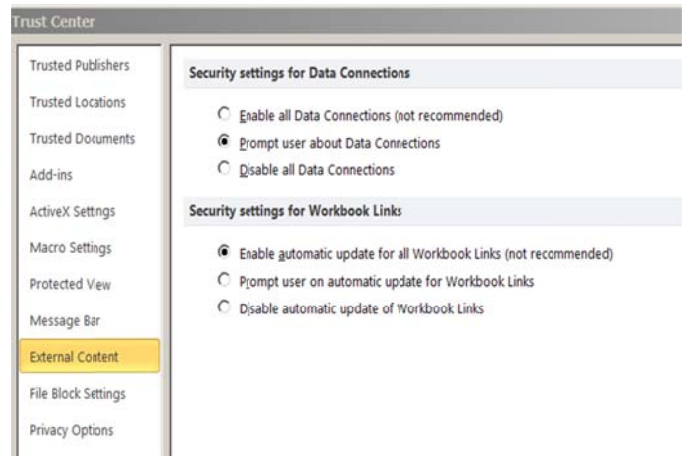 Trust Center
Trusted Publishers
Trusted Locations
Trusted Documents
Add-ins
ActiveX Settings
Macro Settings
Protected View
Message Bar
External Content
File Block Settings
Privacy Options
Security settings for Data Connections
Enable all Data Connections (not recommended)
Prompt user about Data Connections
Disable all Data Connections
Security settings for Workbook Links
Enable automatic update for all Workbook Links (not recommended)
Prompt user on automatic update for Workbook Links
Disable automatic update of Workbook Links